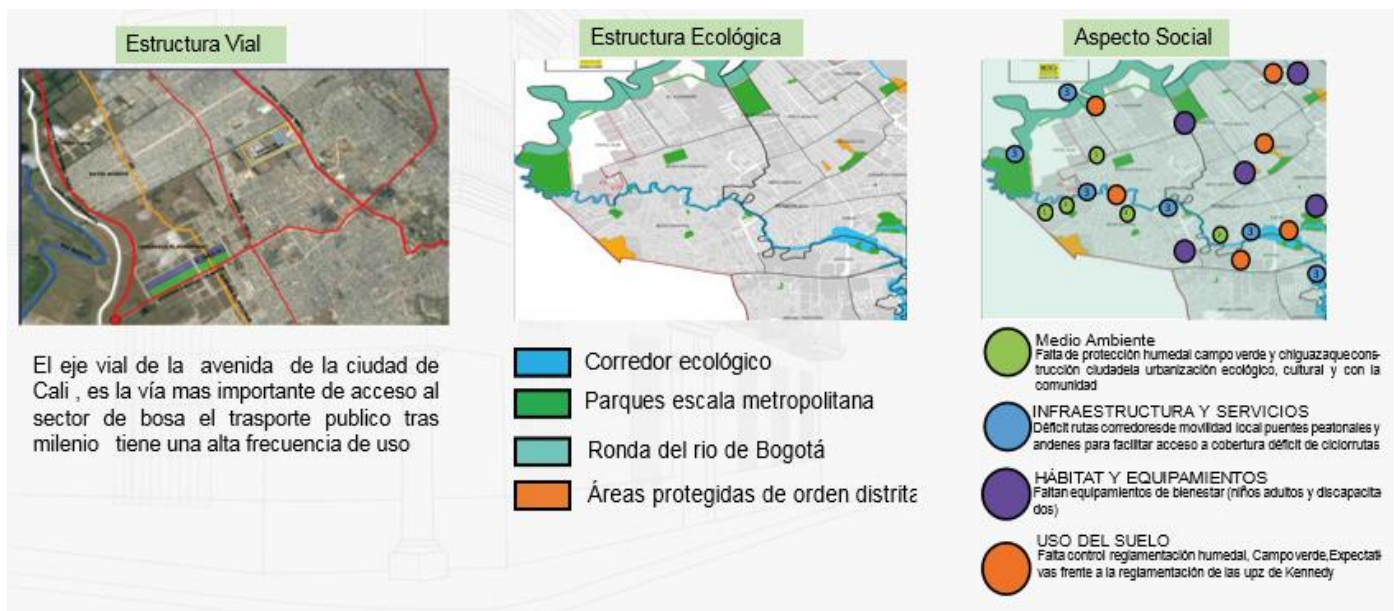 Estructura Vial
Estructura Ecológica
Aspecto Social
El eje vial de la avenida de la ciudad de
Cali , es la vía mas importante de acceso al
sector de bosa el trasporte publico tras
milenio tiene una alta frecuencia de uso
Corredor ecológico
Parques escala metropolitana
Ronda del rio de Bogotá
Áreas protegidas de orden distrita
Medio Ambiente
Falta de protección humedal campo verde y chiguazaque cons-
trucción ciudadela urbanización ecológico, cultural y con la
comunidad
INFRAESTRUCTURA Y SERVICIOS
Déficit rutas corredores de movilidad local puentes peatonales y
andenes para facilitar acceso a cobertura déficit de ciclorrutas
HÁBITAT Y EQUIPAMIENTOS
Faltan equipamientos de bienestar (niños adultos y discapacita
dos)
USO DEL SUELO
Falta control reglamentación humedal, Campo verde, Expectati-
vas frente a la reglamentación de las upz de Kennedy